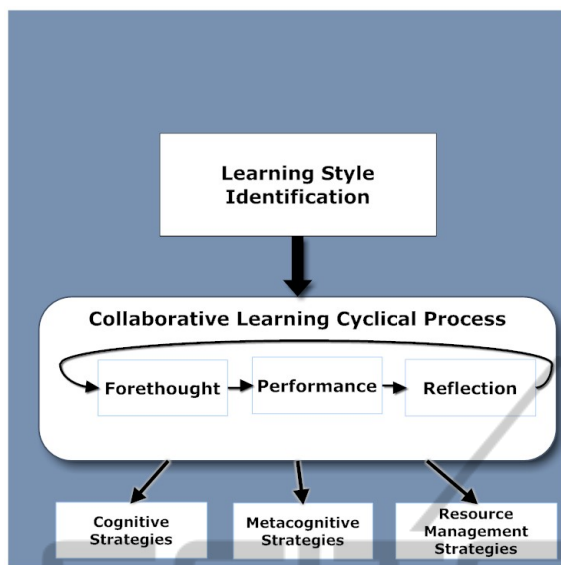 Learning Style
Identification
Collaborative Learning Cyclical Process
Forethought
Performance
Reflection
Cognitive
Strategies
Metacognitive
Strategies
Resource
Management
Strategies